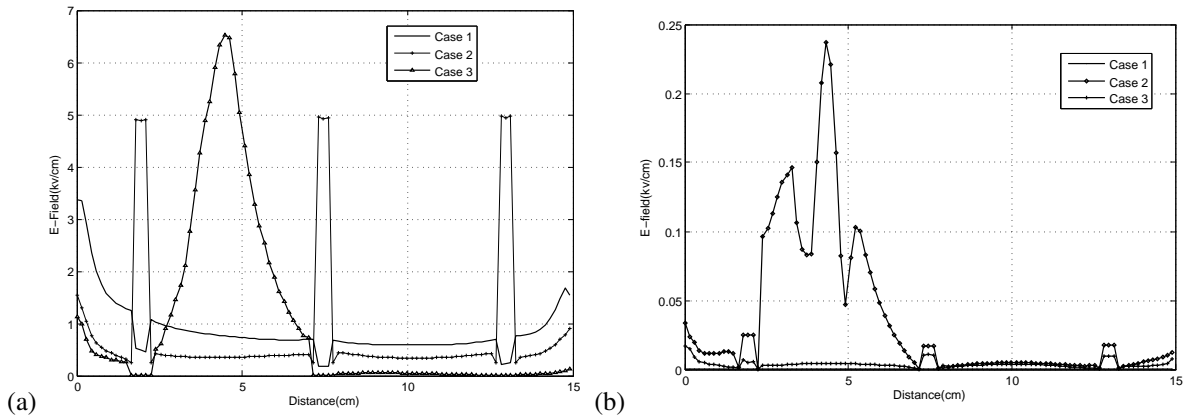 7
6
5
4
3
2
1
0
E-Field(kv/cm)
0
5
10
15
Distance(cm)
Case 1
Case 2
Case 3
(a)
0.25
0.2
0.15
0.1
0.05
0
E-field(kv/cm)
0
5
10
15
Distance(cm)
Case 1
Case 2
Case 3
(b)